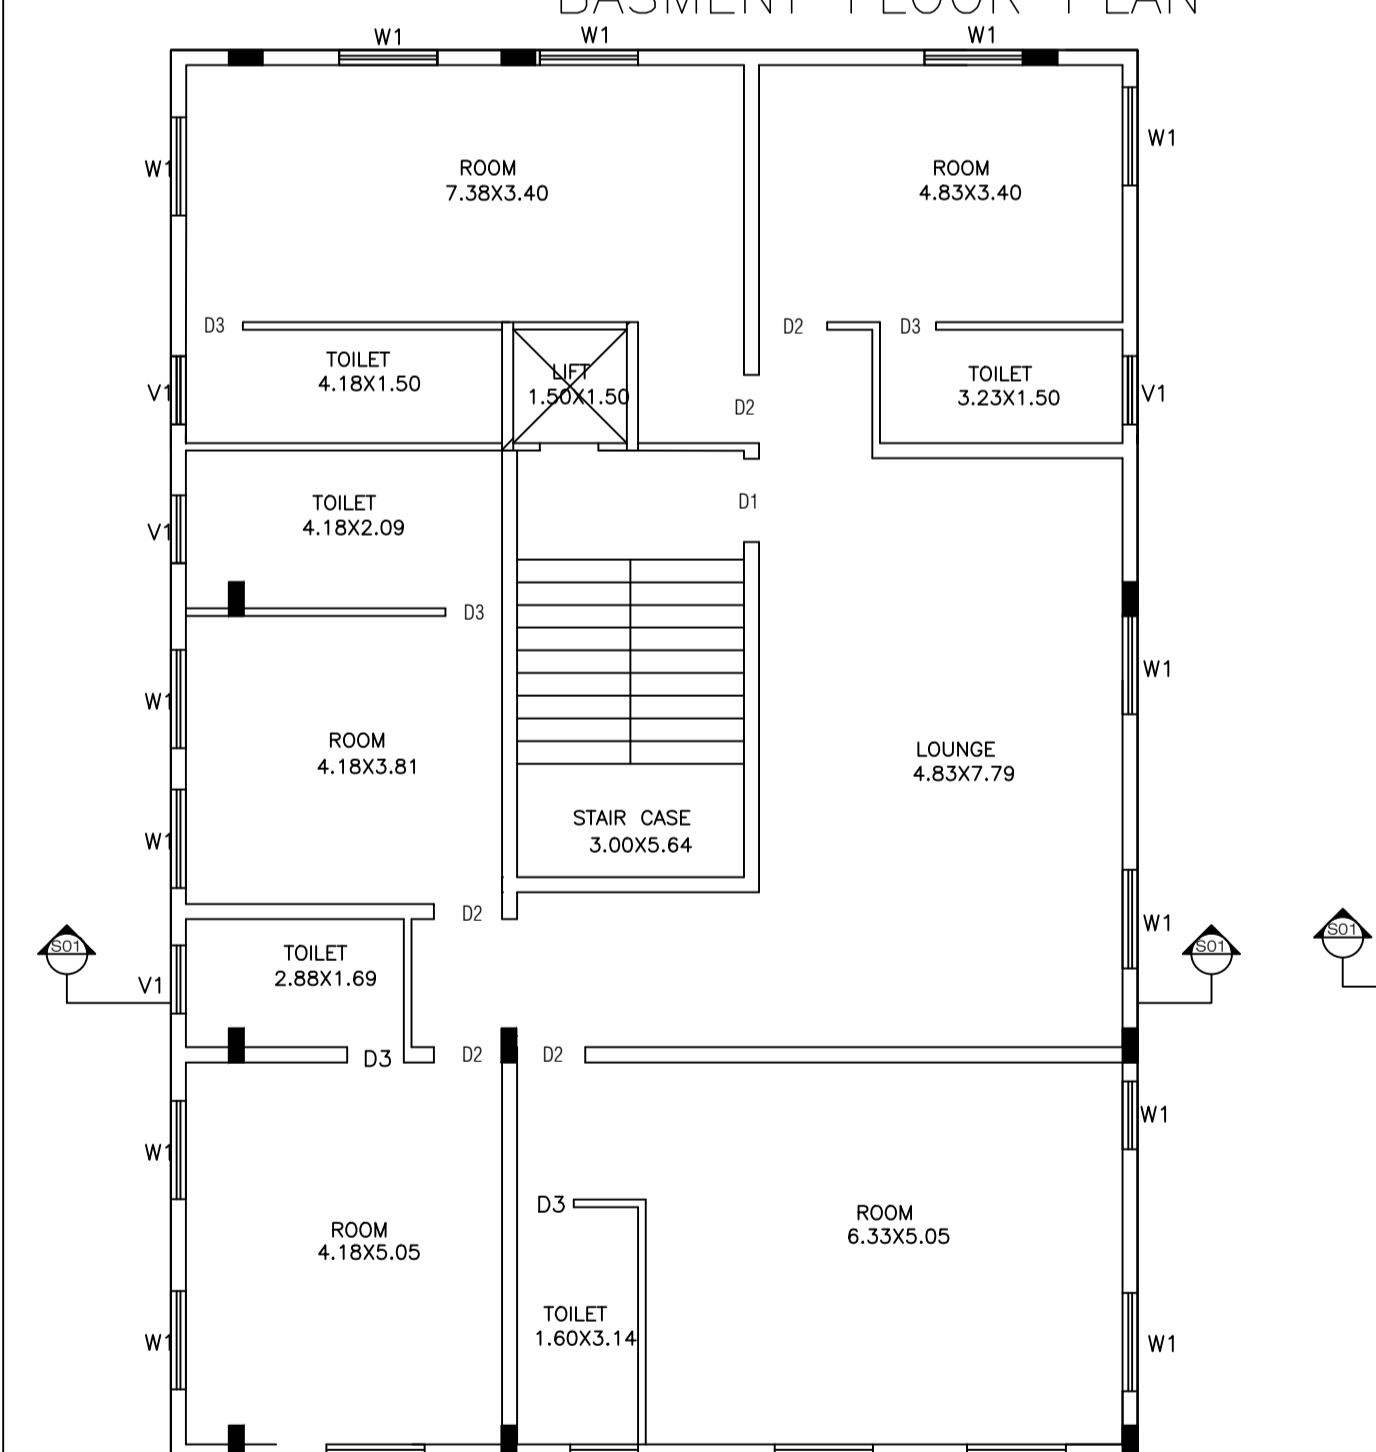 BASMENT FLOOR PLAN
W1
W1
W1
W1
W1
ROOM
7.38X3.40
ROOM
4.83X3.40
D3
D2
D3
TOILET
4.18X1.50
LIFT
1.50X1.50
TOILET
3.23X1.50
V1
V1
D2
TOILET
4.18X2.09
D1
V1
D3
W1
W1
ROOM
4.18X3.81
LOUNGE
4.83X7.79
STAIR CASE
3.00X5.64
W1
D2
W1
S01
S01
S01
TOILET
2.88X1.69
V1
D3
D2
D2
W1
W1
D3
ROOM
4.18X5.05
ROOM
6.33X5.05
TOILET
1.60X3.14
W1
W1